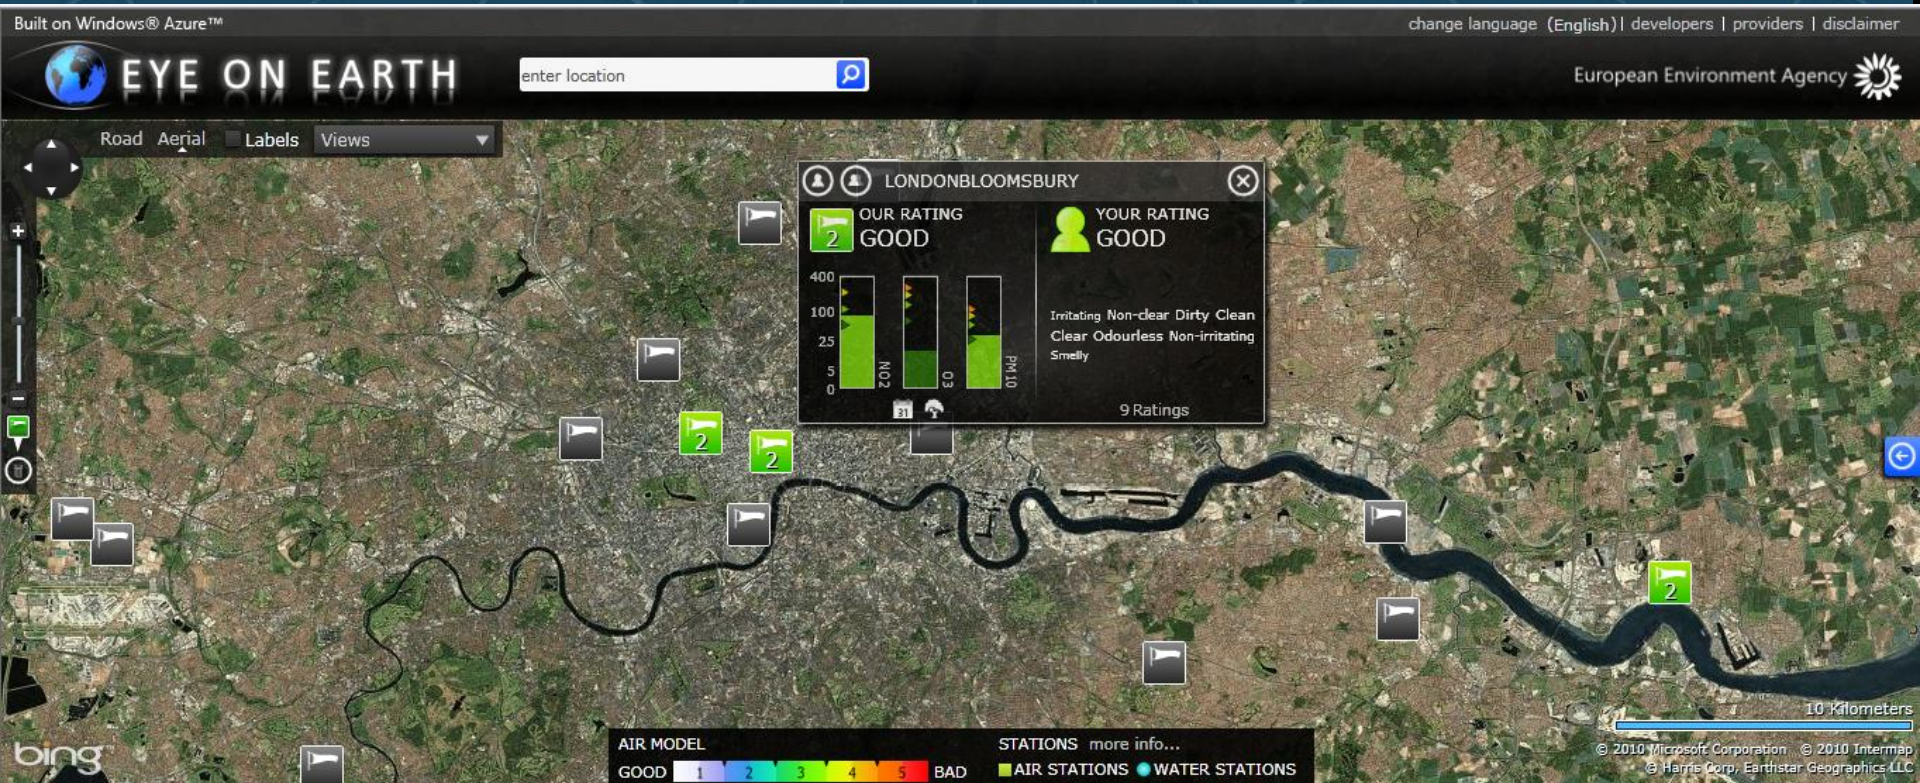 Built on Windows® Azure™
change language (English) | developers | providers | disclaimer
EYE ON EARTH
enter location
European Environment Agency
Road Aerial Labels Views
LONDONBLOOMSBURY
OUR RATING
2 GOOD
YOUR RATING
GOOD
400
100
25
5
0
NO2
O3
PM10
31
Irritating Non-clear Dirty Clean
Clear Odourless Non-irritating
Smelly
9 Ratings
2
2
2
10 Kilometers
bing™
AIR MODEL
GOOD 1 2 3 4 5 BAD
STATIONS more info...
AIR STATIONS WATER STATIONS
© 2010 Microsoft Corporation © 2010 Intermap
© Harris Corp, Earthstar Geographics LLC